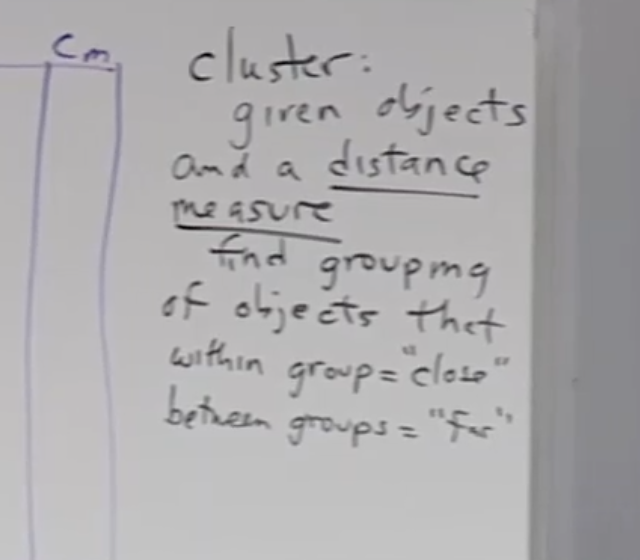 Cm
cluster:
given objects
and a distance
measure
find grouping
of objects that
within group = "close"
between groups = "far"